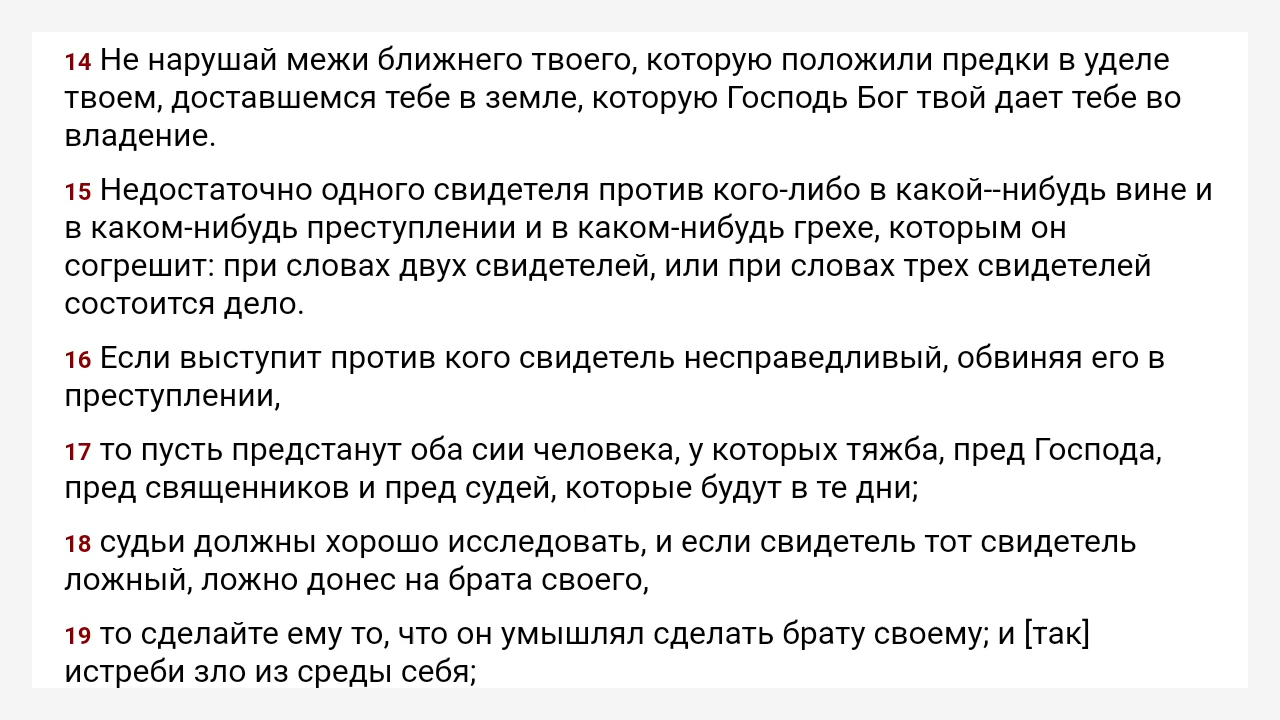 14 Не нарушай межи ближнего твоего, которую положили предки в уделе
твоем, доставшемся тебе в земле, которую Господь Бог твой дает тебе во
владение.
15 Недостаточно одного свидетеля против кого-либо в какой--нибудь вине и
в каком-нибудь преступлении и в каком-нибудь грехе, которым он
согрешит: при словах двух свидетелей, или при словах трех свидетелей
состоится дело.
16 Если выступит против кого свидетель несправедливый, обвиняя его в
преступлении,
17 то пусть предстанут оба сии человека, у которых тяжба, пред Господа,
пред священников и пред судей, которые будут в те дни;
18 судьи должны хорошо исследовать, и если свидетель тот свидетель
ложный, ложно донес на брата своего,
19 то сделайте ему то, что он умышлял сделать брату своему; и [так]
истреби зло из среды себя;